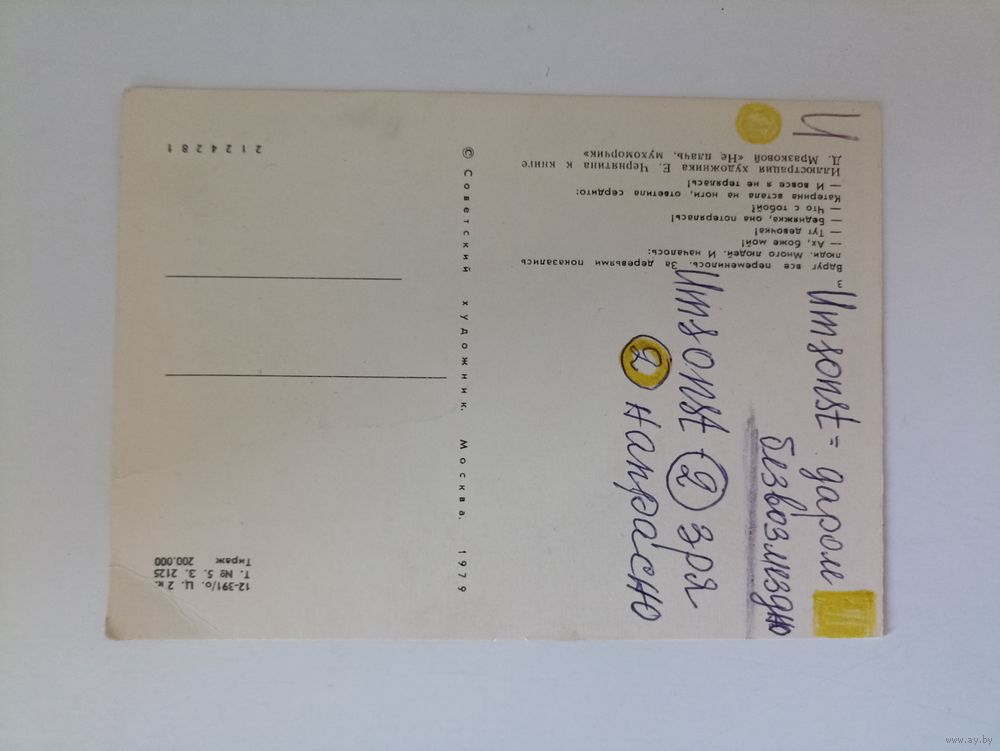 3
Вдруг все переменилось. За деревьями показались
люди. Много людей. И началось:
— Ах, боже мой!
— Тут девочка!
— Бедняжка, она потерялась!
— Что с тобой?
Катерина встала на ноги, ответила сердито:
— И вовсе я не терялась!
Иллюстрация художника Е. Чернятина к книге
Д. Мразковой «Не плачь, мухоморчик»
© Советский художник. Москва. 1979
2124281
12-391/о. Ц. 2 к.
Т. № 5. З. 2125
Тираж 200.000
И
Umsonst = даром
безвозмездно
Umsonst - 2 зря
2 напрасно
www.ay.by